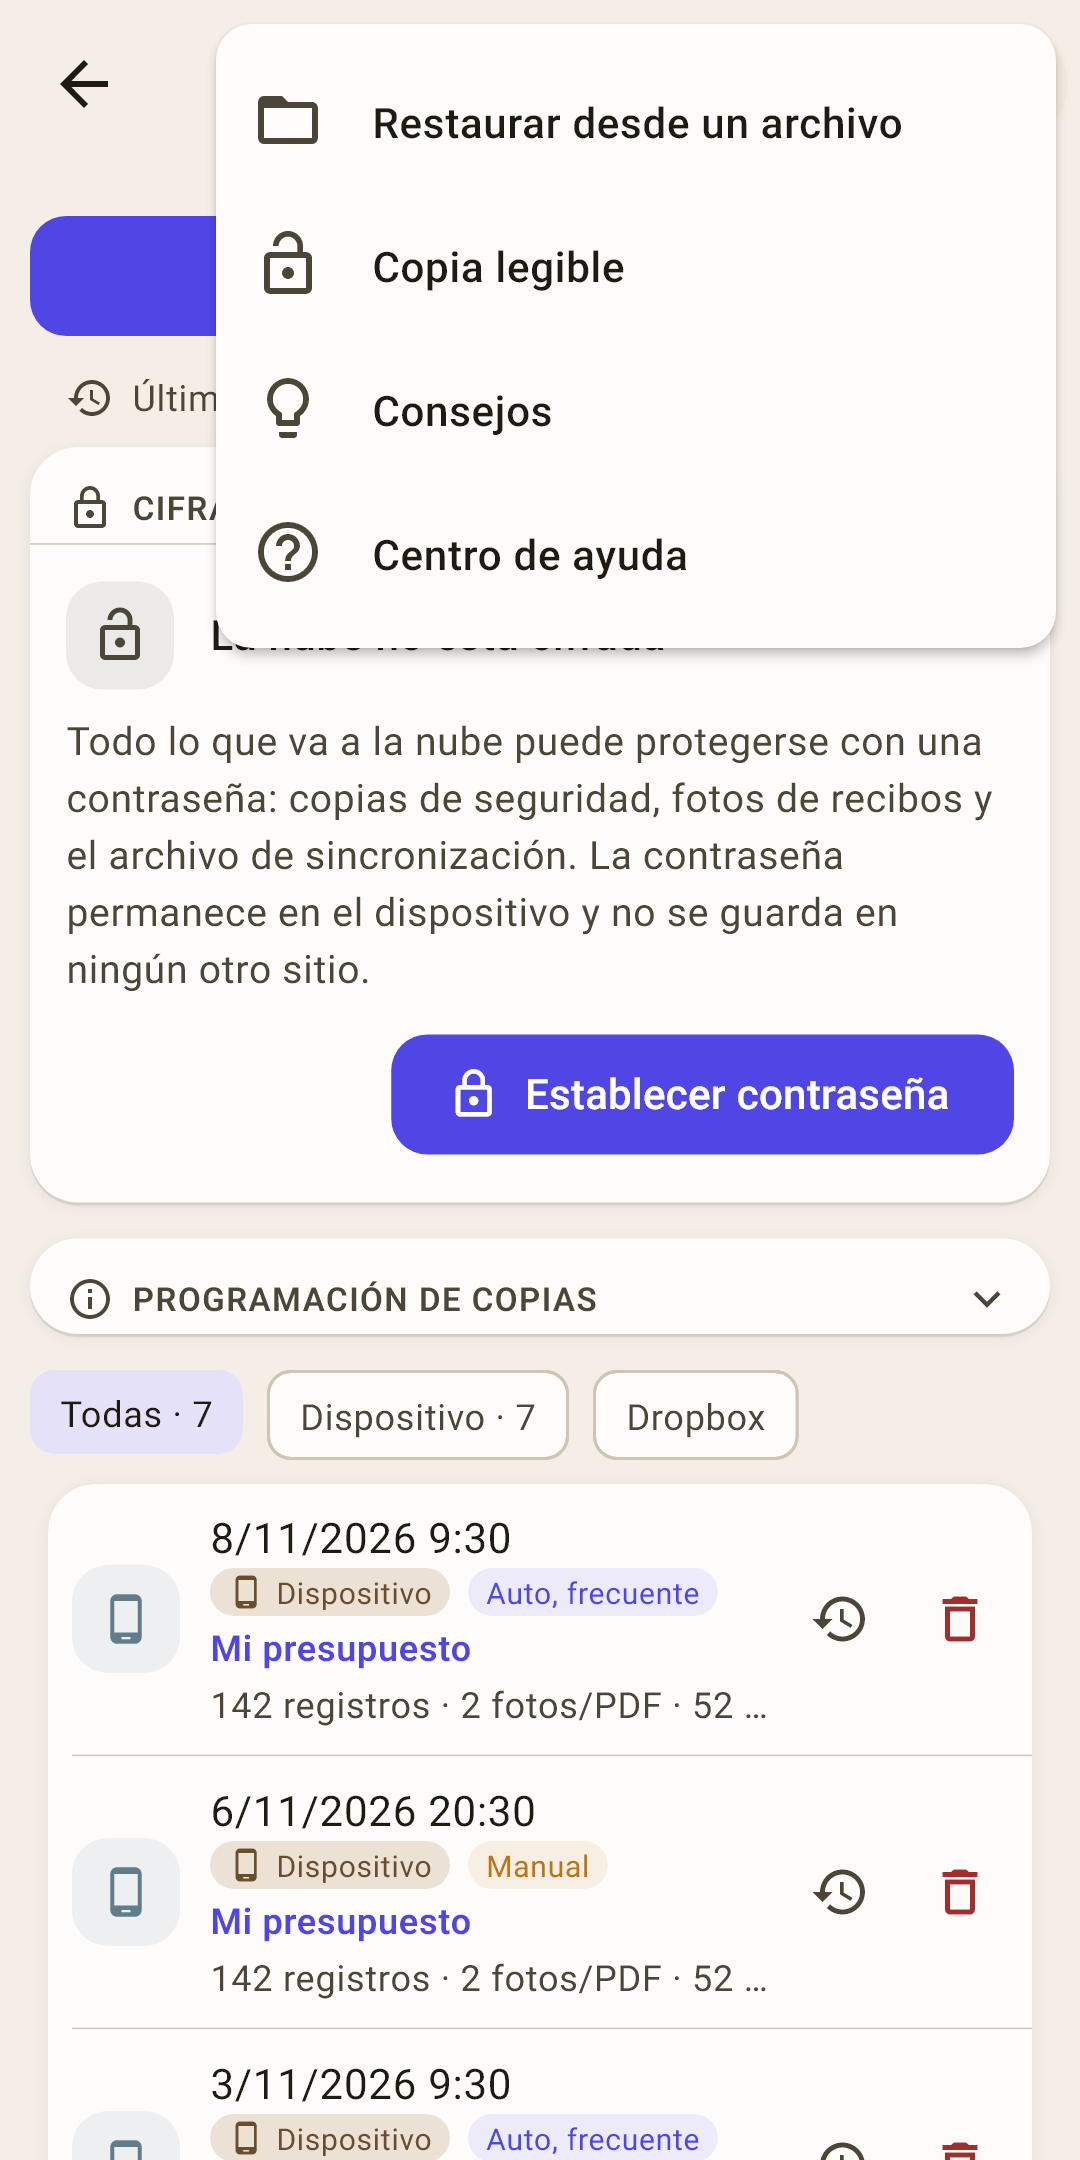 Restaurar desde un archivo
Copia legible
Consejos
Centro de ayuda
Todo lo que va a la nube puede protegerse con una
contraseña: copias de seguridad, fotos de recibos y
el archivo de sincronización. La contraseña
permanece en el dispositivo y no se guarda en
ningún otro sitio.
Establecer contraseña
PROGRAMACIÓN DE COPIAS
Todas · 7
Dispositivo · 7
Dropbox
8/11/2026 9:30
Dispositivo
Auto, frecuente
Mi presupuesto
142 registros · 2 fotos/PDF · 52 …
6/11/2026 20:30
Dispositivo
Manual
Mi presupuesto
142 registros · 2 fotos/PDF · 52 …
3/11/2026 9:30
Dispositivo
Auto, frecuente